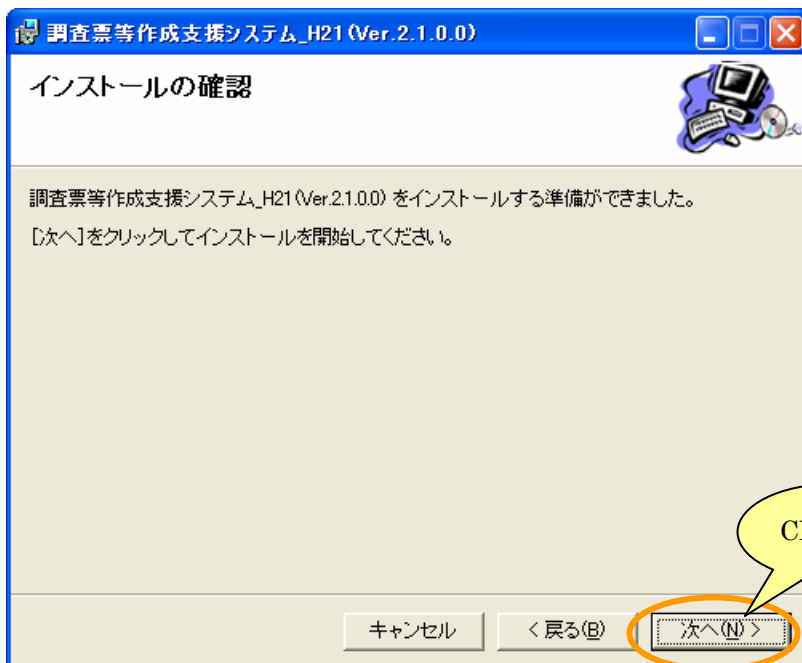 調査票等作成支援システム_H21(Ver.2.1.0.0)
インストールの確認
調査票等作成支援システム_H21(Ver.2.1.0.0) をインストールする準備ができました。
[次へ]をクリックしてインストールを開始してください。
キャンセル
< 戻る(B)
次へ(N) >